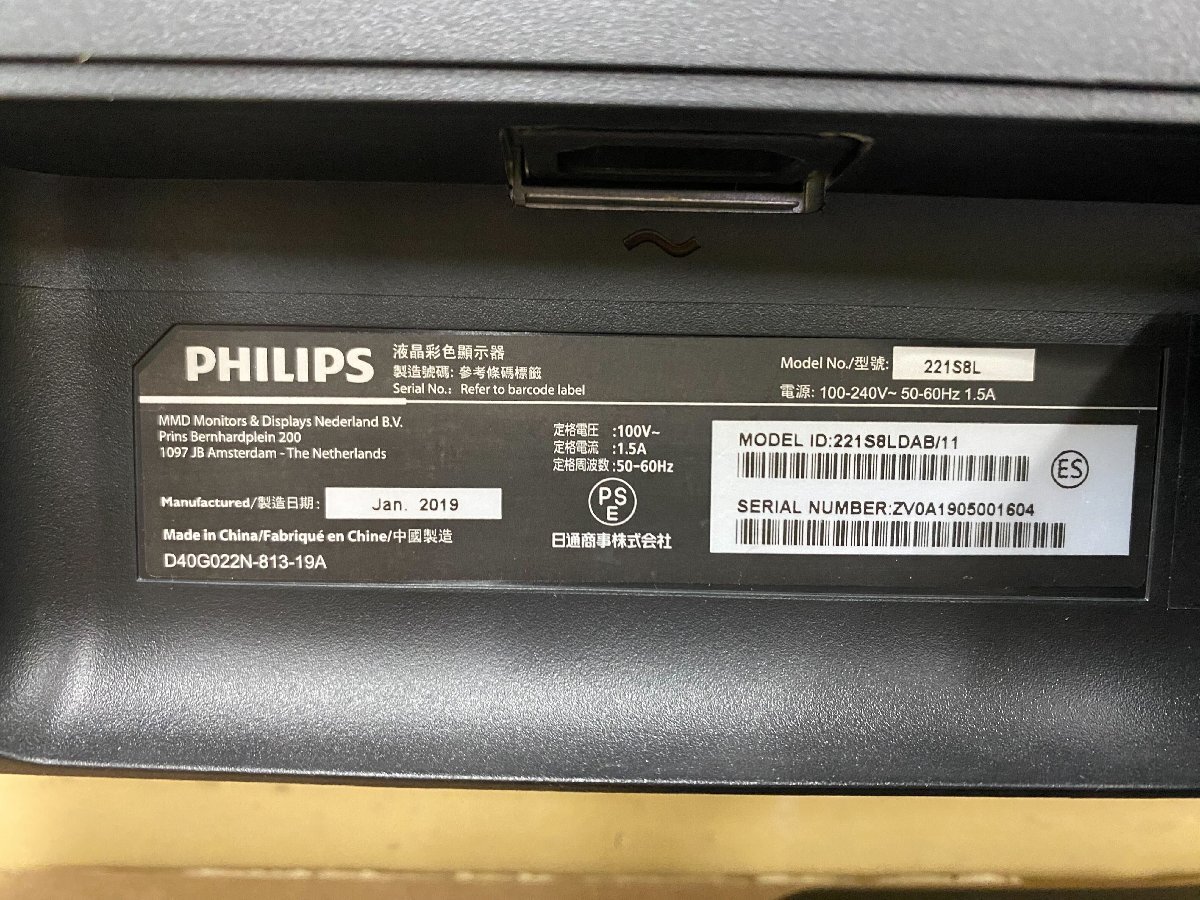 PHILIPS
液晶彩色顯示器
製造號碼: 參考條碼標籤
Serial No.: Refer to barcode label
Model No./型號: 221S8L
電源: 100-240V~ 50-60Hz 1.5A
MMD Monitors & Displays Nederland B.V.
Prins Bernhardplein 200
1097 JB Amsterdam - The Netherlands
Manufactured/製造日期: Jan. 2019
Made in China/Fabriqué en Chine/中國製造
D40G022N-813-19A
定格電圧 :100V~
定格電流 :1.5A
定格周波数 :50-60Hz
PS
E
日通商事株式会社
MODEL ID:221S8LDAB/11
ES
SERIAL NUMBER:ZV0A1905001604